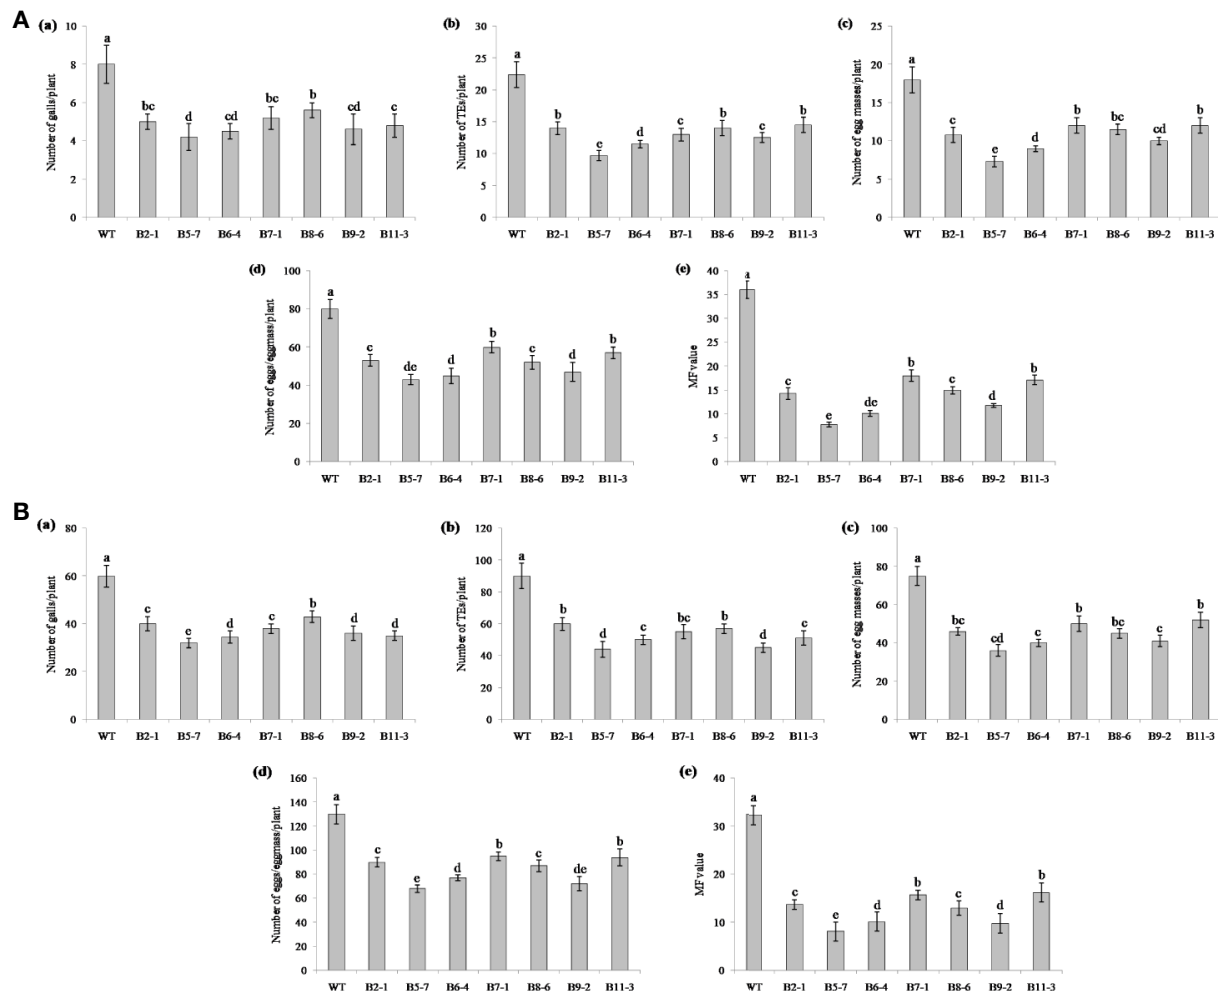 A
(a)
Number of galls/plant
10
8
6
4
2
0
a bc d cd bc b cd c
WT B2-1 B5-7 B6-4 B7-1 B8-6 B9-2 B11-3
(b)
Number of TEs/plant
30
25
20
15
10
5
0
a b e d c b c b
WT B2-1 B5-7 B6-4 B7-1 B8-6 B9-2 B11-3
(c)
Number of egg masses/plant
25
20
15
10
5
0
a c e d b bc cd b
WT B2-1 B5-7 B6-4 B7-1 B8-6 B9-2 B11-3
(d)
Number of eggs/eggmass/plant
100
80
60
40
20
0
a c de d b c d b
WT B2-1 B5-7 B6-4 B7-1 B8-6 B9-2 B11-3
(e)
MF value
40
35
30
25
20
15
10
5
0
a c e de b c d b
WT B2-1 B5-7 B6-4 B7-1 B8-6 B9-2 B11-3
B
(a)
Number of galls/plant
80
60
40
20
0
a c e d c b d d
WT B2-1 B5-7 B6-4 B7-1 B8-6 B9-2 B11-3
(b)
Number of TEs/plant
120
100
80
60
40
20
0
a b d c bc b d c
WT B2-1 B5-7 B6-4 B7-1 B8-6 B9-2 B11-3
(c)
Number of egg masses/plant
100
80
60
40
20
0
a bc cd c b bc c b
WT B2-1 B5-7 B6-4 B7-1 B8-6 B9-2 B11-3
(d)
Number of eggs/eggmass/plant
160
140
120
100
80
60
40
20
0
a c e d b c de b
WT B2-1 B5-7 B6-4 B7-1 B8-6 B9-2 B11-3
(e)
MF value
40
30
20
10
0
a c e d b c d b
WT B2-1 B5-7 B6-4 B7-1 B8-6 B9-2 B11-3